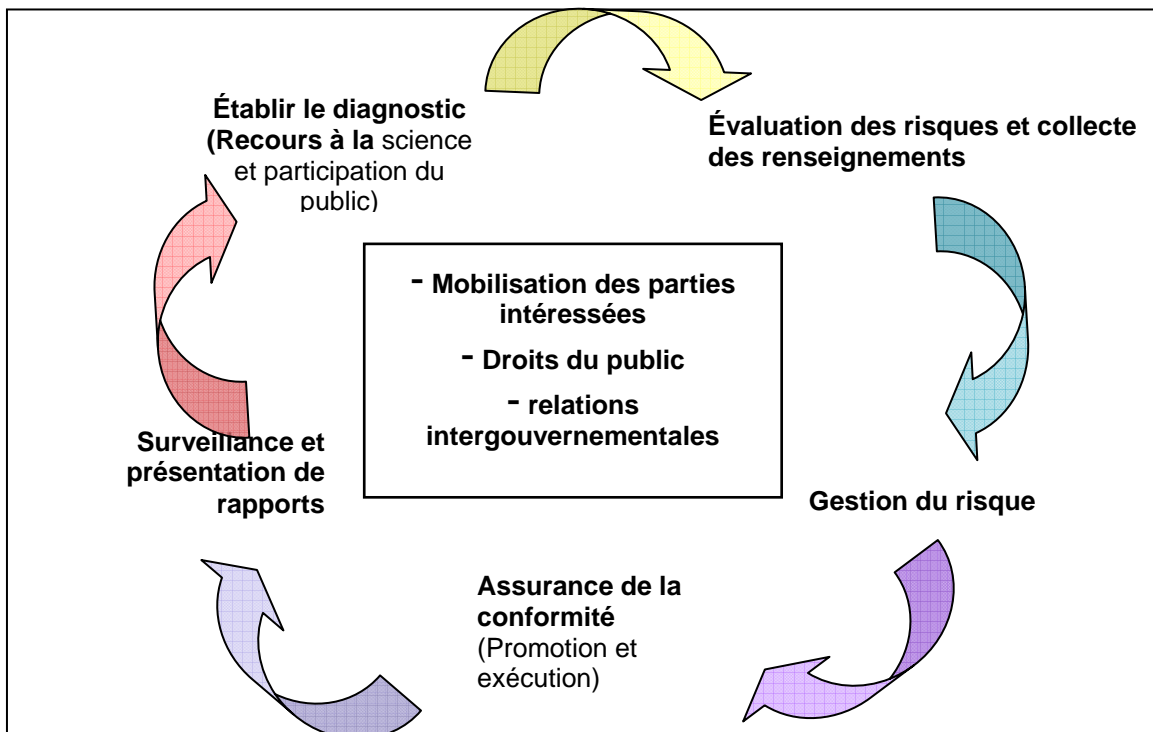 Établir le diagnostic
(Recours à la science
et participation du
public)
Évaluation des risques et collecte
des renseignements
- Mobilisation des parties
intéressées
- Droits du public
- relations
intergouvernementales
Surveillance et
présentation de
rapports
Gestion du risque
Assurance de la
conformité
(Promotion et
exécution)